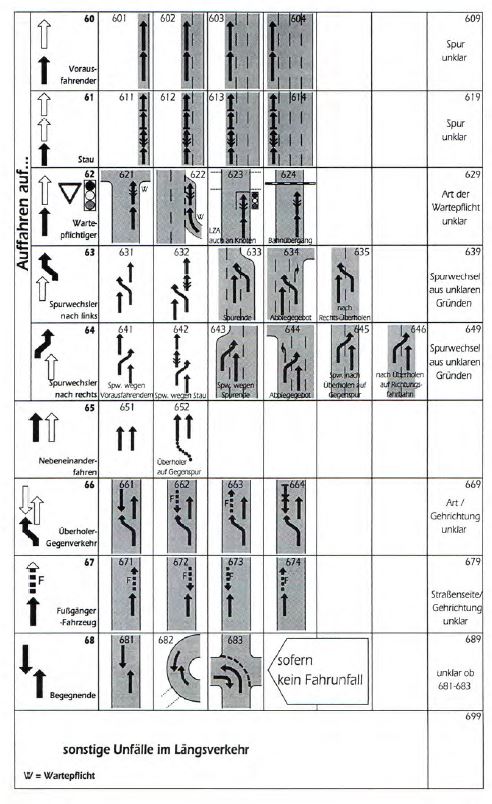 Auffahren auf...
60
Voraus-
fahrender
601
602
603
604
609
Spur
unklar
61
Stau
611
612
613
614
619
Spur
unklar
62
Warte-
pflichtiger
621
W
622
W
623
LZA
auch an Knoten
624
Bahnübergang
629
Art der
Wartepflicht
unklar
63
Spurwechsler
nach links
631
632
633
Spurende
634
Abbiegegebot
635
nach
Rechts-Überholen
639
Spurwechsel
aus unklaren
Gründen
64
Spurwechsler
nach rechts
641
Spw. wegen
Vorausfahrendem
642
Spw. wegen Stau
643
Spw. wegen
Spurende
644
Abbiegegebot
645
Spw. nach
Überholen auf
Gegenspur
646
nach Überholen
auf Richtungs-
fahrbahn
649
Spurwechsel
aus unklaren
Gründen
65
Nebeneinander-
fahren
651
652
Überholer
auf Gegenspur
66
Überholer-
Gegenverkehr
661
662
F
663
F
664
669
Art /
Gehrichtung
unklar
67
F
Fußgänger
-Fahrzeug
671
F
672
F
673
F
674
F
679
Straßenseite/
Gehrichtung
unklar
68
Begegnende
681
682
683
sofern
kein Fahrunfall
689
unklar ob
681-683
699
sonstige Unfälle im Längsverkehr
W = Wartepflicht